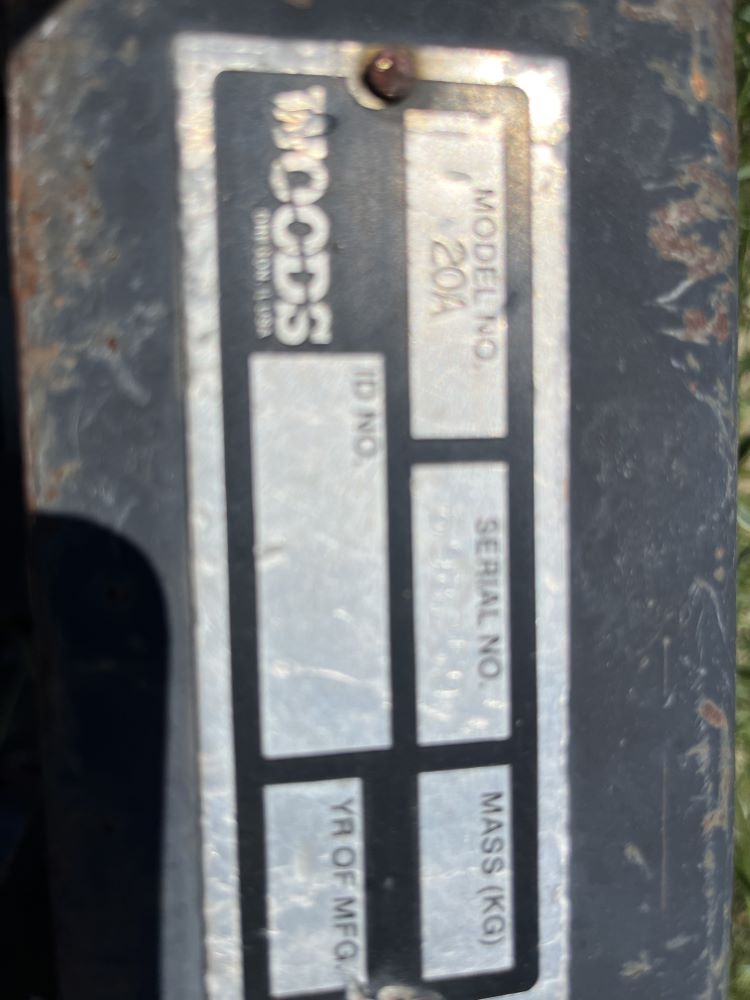 MODEL NO.
20A
SERIAL NO.
MASS (KG)
WOODS
ID NO.
YR OF MFG.